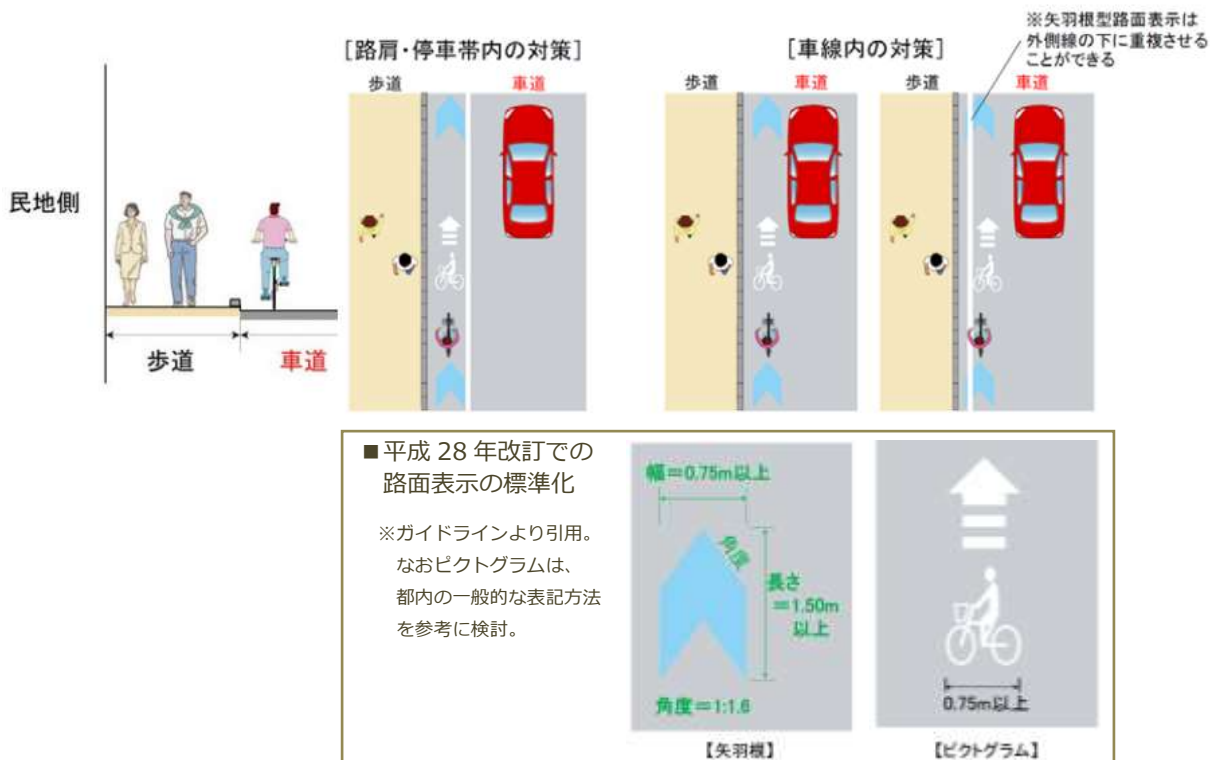 ※矢羽根型路面表示は
外側線の下に重複させる
ことができる
[路肩・停車帯内の対策]
[車線内の対策]
歩道
車道
歩道
車道
歩道
車道
民地側
歩道
車道
■平成 28 年改訂での
路面表示の標準化
※ガイドラインより引用。
なおピクトグラムは、
都内の一般的な表記方法
を参考に検討。
幅＝0.75m以上
角度
長さ
＝1.50m
以上
角度＝1:1.6
【矢羽根】
0.75m以上
【ピクトグラム】